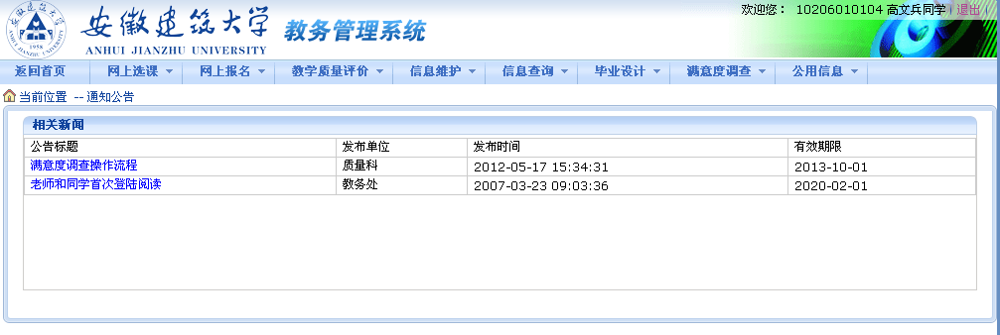 安徽建筑大学
ANHUI JIANZHU UNIVERSITY
1958
教务管理系统
欢迎您： 10206010104 高文兵同学 | 退出
返回首页 网上选课 网上报名 教学质量评价 信息维护 信息查询 毕业设计 满意度调查 公用信息
当前位置 -- 通知公告
相关新闻
公告标题 发布单位 发布时间 有效期限
满意度调查操作流程 质量科 2012-05-17 15:34:31 2013-10-01
老师和同学首次登陆阅读 教务处 2007-03-23 09:03:36 2020-02-01